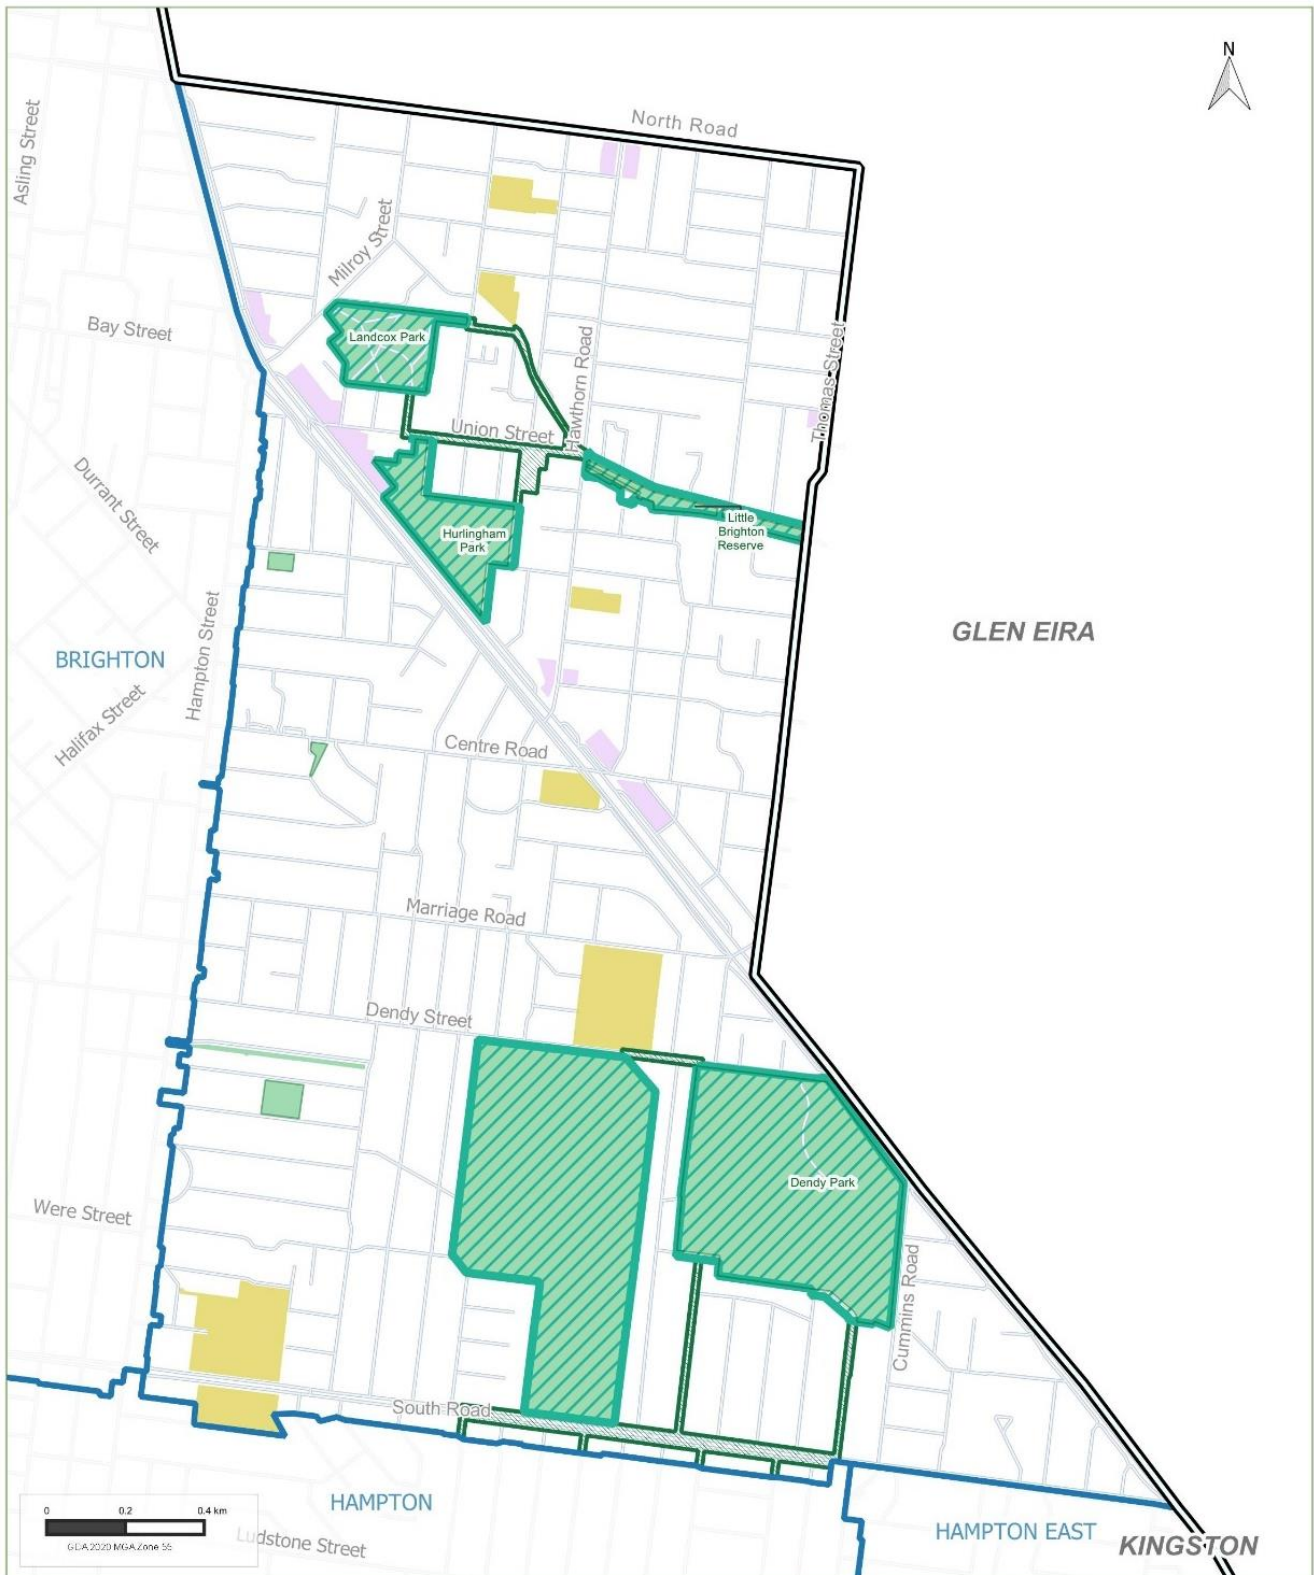 N
North Road
Asling Street
Milroy Street
Bay Street
Landcox Park
Hawthorn Road
Thomas Street
Union Street
Durrant Street
Hurlingham
Park
Little
Brighton
Reserve
Hampton Street
GLEN EIRA
BRIGHTON
Halifax Street
Centre Road
Marriage Road
Dendy Street
Dendy Park
Were Street
Cummins Road
South Road
HAMPTON
0 0.2 0.4 km
GDA 2020 MGA Zone 55
Ludstone Street
HAMPTON EAST
KINGSTON